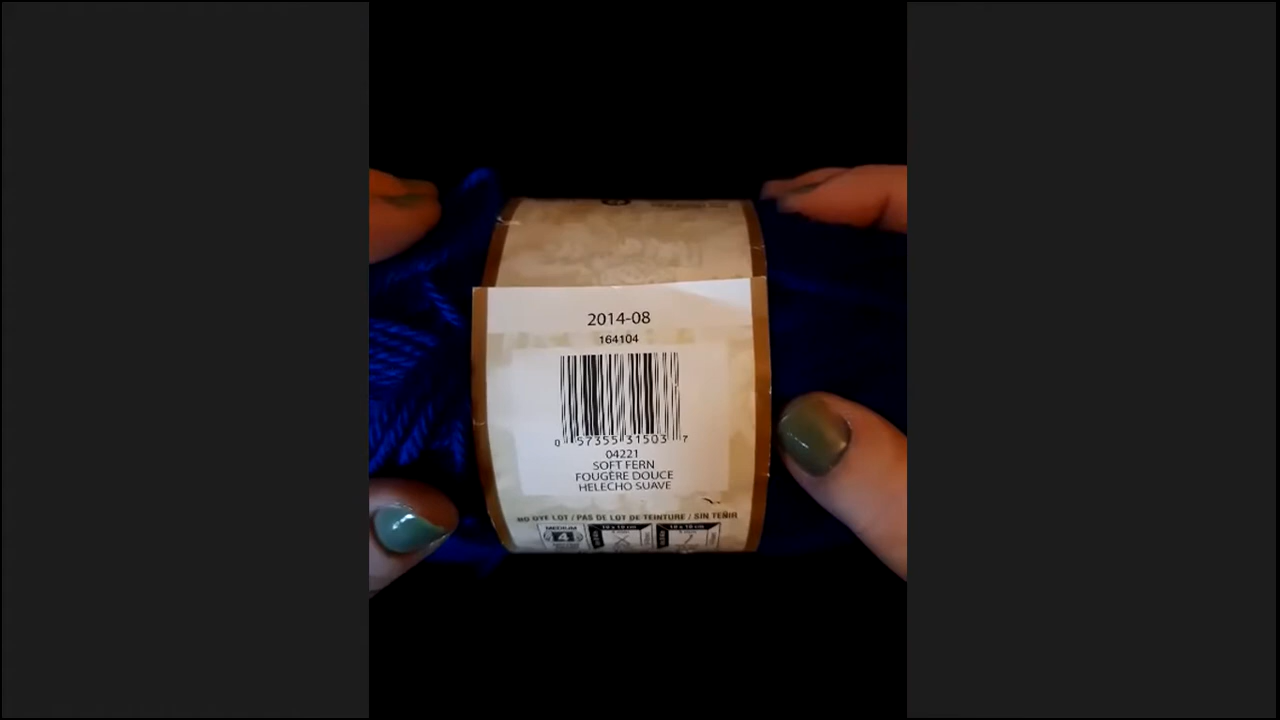 2014-08
164104
0 57355 31503 7
04221
SOFT FERN
FOUGÈRE DOUCE
HELECHO SUAVE
NO DYE LOT / PAS DE LOT DE TEINTURE / SIN TEÑIR
MEDIUM
4
10 x 10 cm
10 x 10 cm